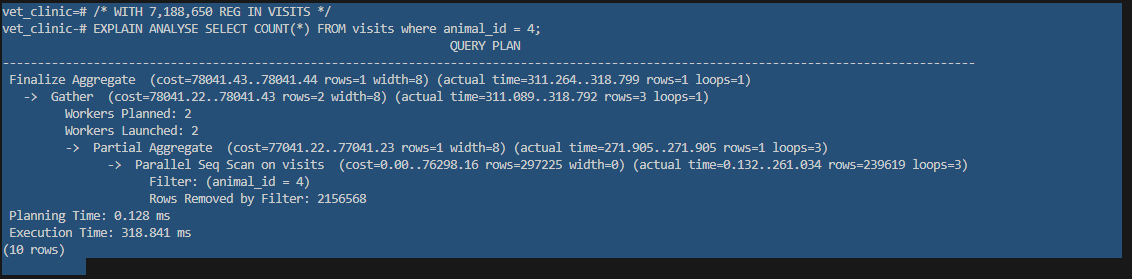 vet_clinic=# /* WITH 7,188,650 REG IN VISITS */
vet_clinic-# EXPLAIN ANALYSE SELECT COUNT(*) FROM visits where animal_id = 4;
QUERY PLAN
---------------------------------------------------------------------------------------------------------------------------------------
Finalize Aggregate  (cost=78041.43..78041.44 rows=1 width=8) (actual time=311.264..318.799 rows=1 loops=1)
  ->  Gather  (cost=78041.22..78041.43 rows=2 width=8) (actual time=311.089..318.792 rows=3 loops=1)
        Workers Planned: 2
        Workers Launched: 2
        ->  Partial Aggregate  (cost=77041.22..77041.23 rows=1 width=8) (actual time=271.905..271.905 rows=1 loops=3)
              ->  Parallel Seq Scan on visits  (cost=0.00..76298.16 rows=297225 width=0) (actual time=0.132..261.034 rows=239619 loops=3)
                    Filter: (animal_id = 4)
                    Rows Removed by Filter: 2156568
Planning Time: 0.128 ms
Execution Time: 318.841 ms
(10 rows)